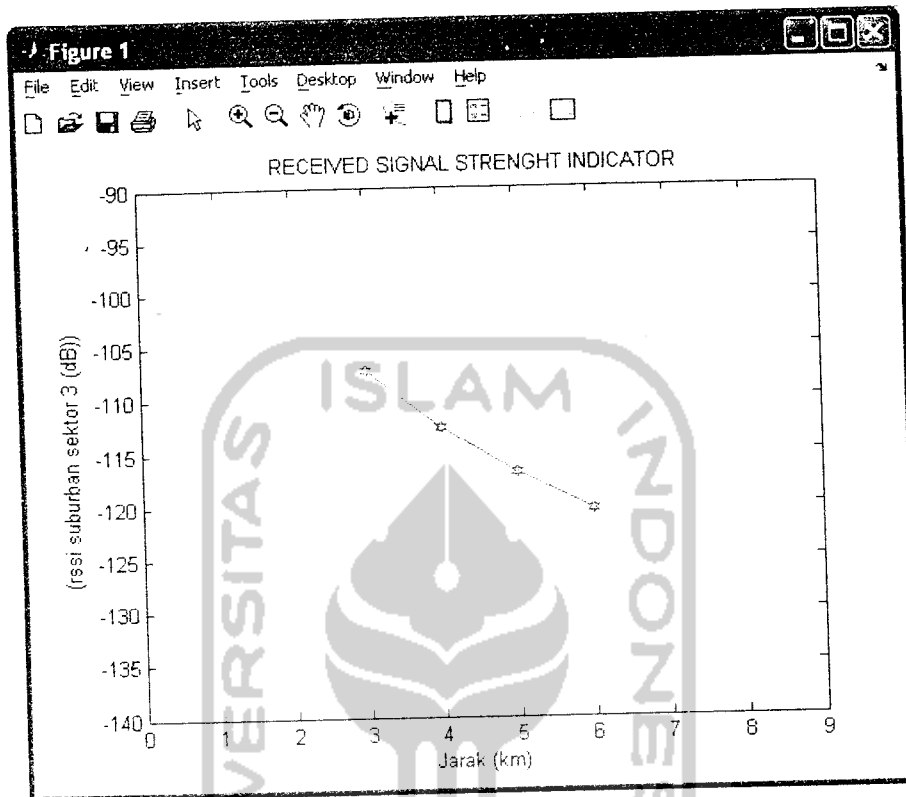 Figure 1
File Edit View Insert Tools Desktop Window Help
RECEIVED SIGNAL STRENGHT INDICATOR
-90
-95
-100
-105
-110
-115
-120
-125
-130
-135
-140
(rssi suburban sektor 3 (dB))
0 1 2 3 4 5 6 7 8 9
Jarak (km)
ISLAM
VERSITAS
INDONES